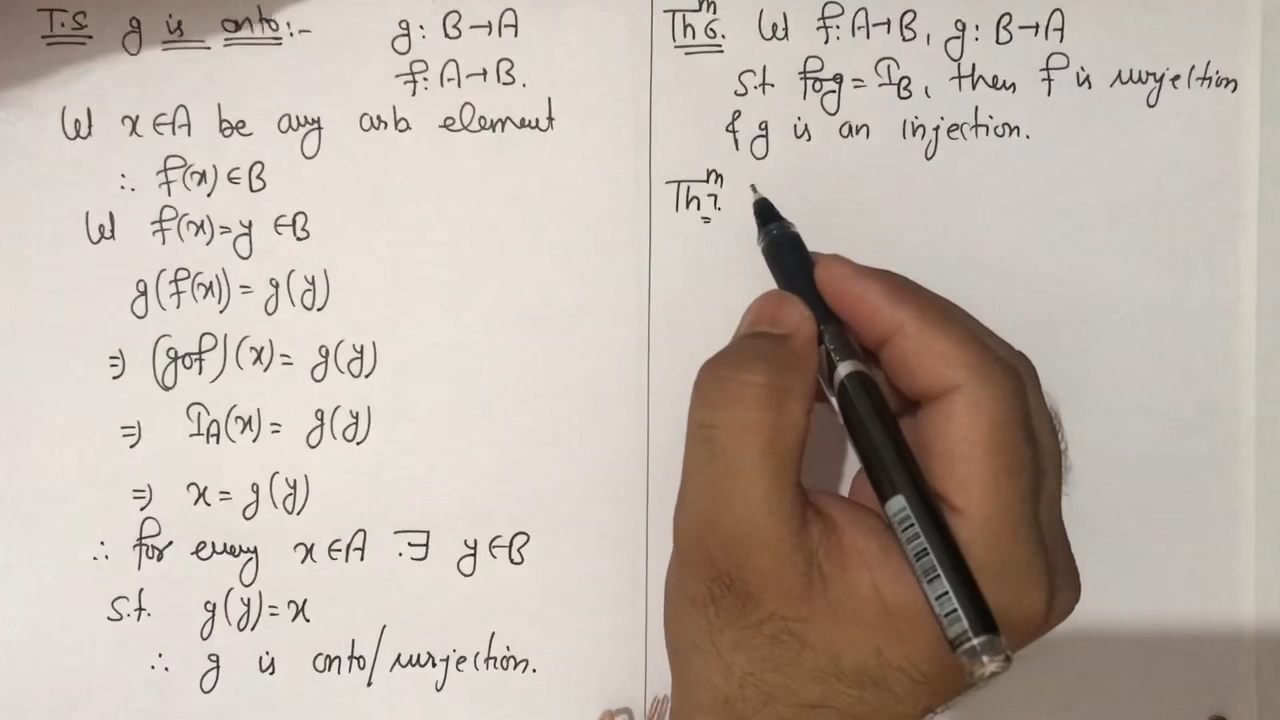 T.S g is onto:-
g: B→A
f: A→B.
Let x∈A be any arb element
∴ f(x)∈B
Let f(x)=y ∈B
g(f(x))=g(y)
⇒ (gof)(x)= g(y)
⇒ I_A(x)= g(y)
⇒ x=g(y)
∴ for every x∈A ∃ y∈B
s.t. g(y)=x
∴ g is onto/surjection.
Thm 6. Let f:A→B, g:B→A
s.t fog=I_B, then f is surjection
& g is an injection.
Thm 7.